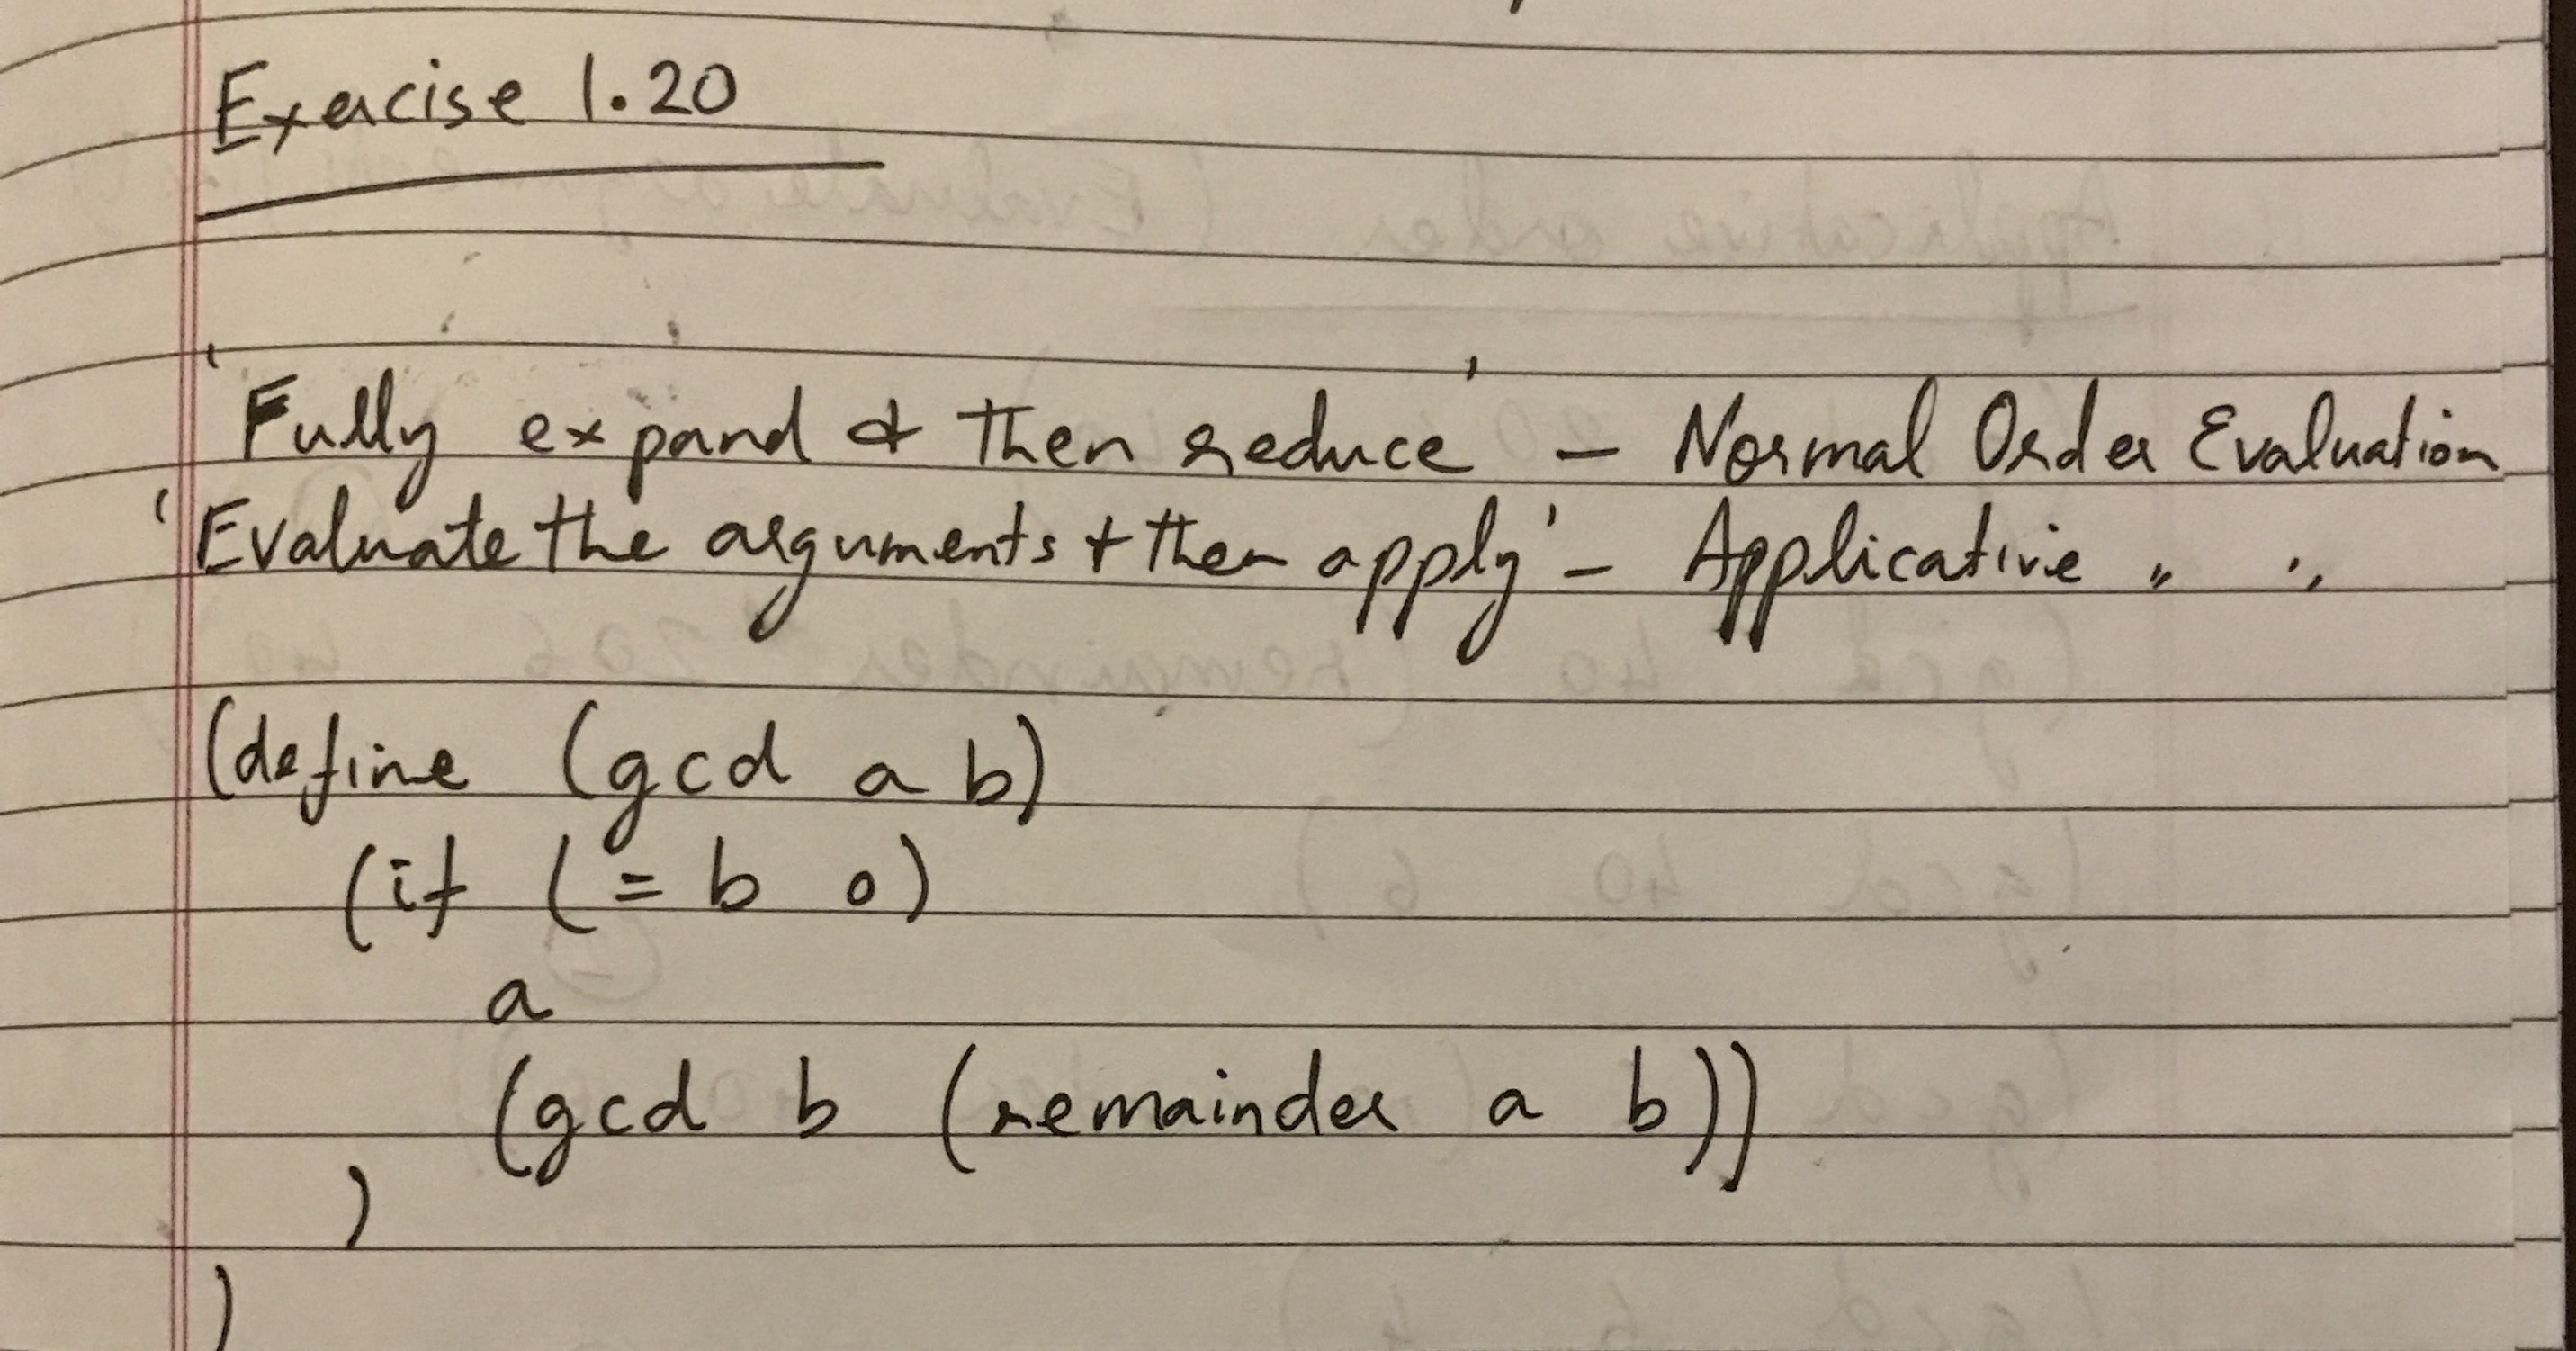 Exercise 1.20
'Fully expand & then reduce' - Normal Order Evaluation
'Evaluate the arguments & then apply' - Applicative " "
(define (gcd a b)
(if (= b 0)
a
(gcd b (remainder a b))
)
)